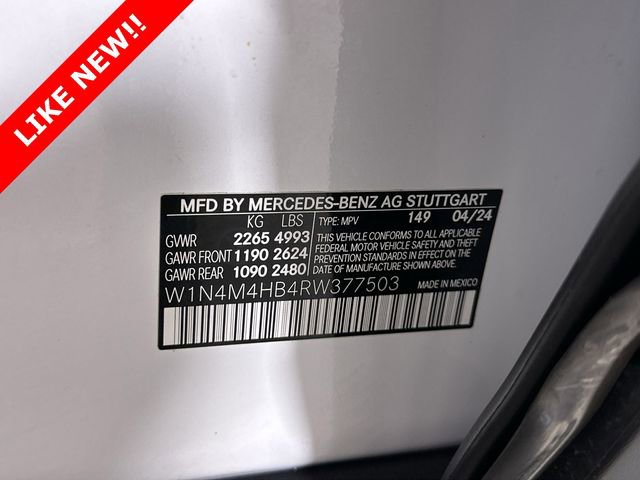 LIKE NEW!!
MFD BY MERCEDES-BENZ AG STUTTGART
KG LBS TYPE: MPV 149 04/24
GWVR 2265 4993 THIS VEHICLE CONFORMS TO ALL APPLICABLE
GAWR FRONT 1190 2624 FEDERAL MOTOR VEHICLE SAFETY AND THEFT
GAWR REAR 1090 2480 PREVENTION STANDARDS IN EFFECT ON THE
DATE OF MANUFACTURE SHOWN ABOVE.
W1N4M4HB4RW377503 MADE IN MEXICO